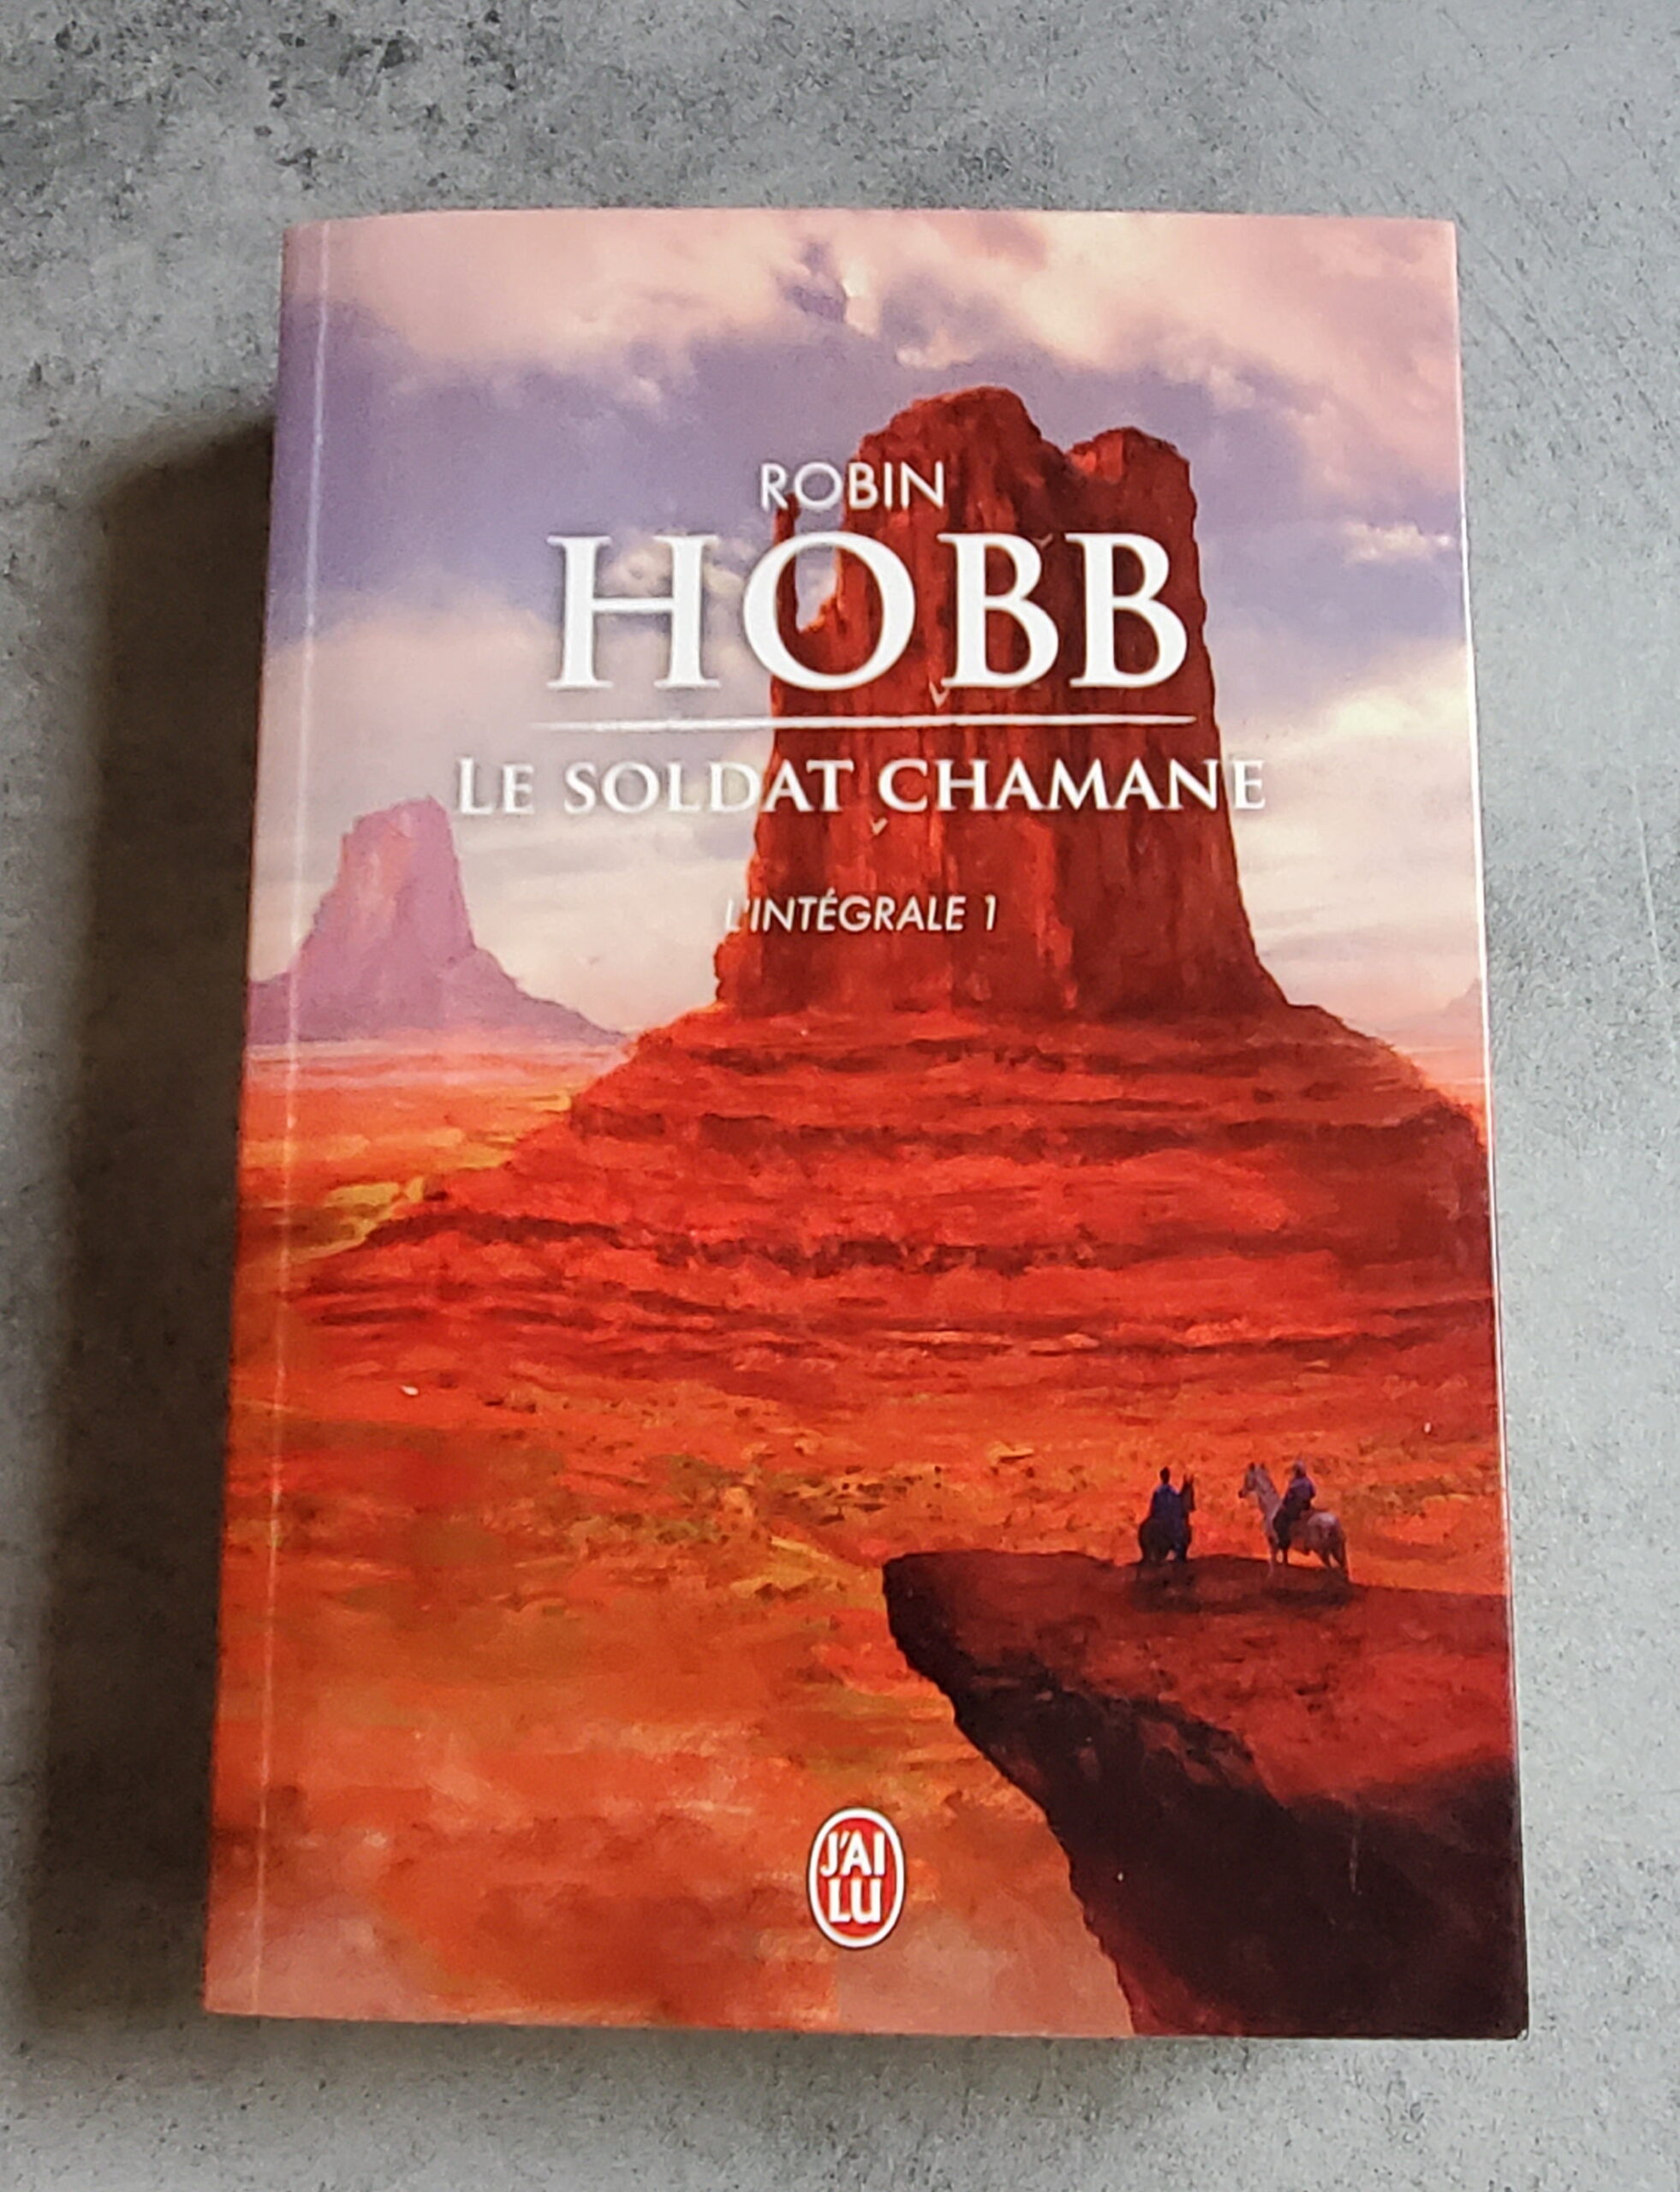 ROBIN
HOBB
LE SOLDAT CHAMANE
L'INTÉGRALE 1
J'AI
LU